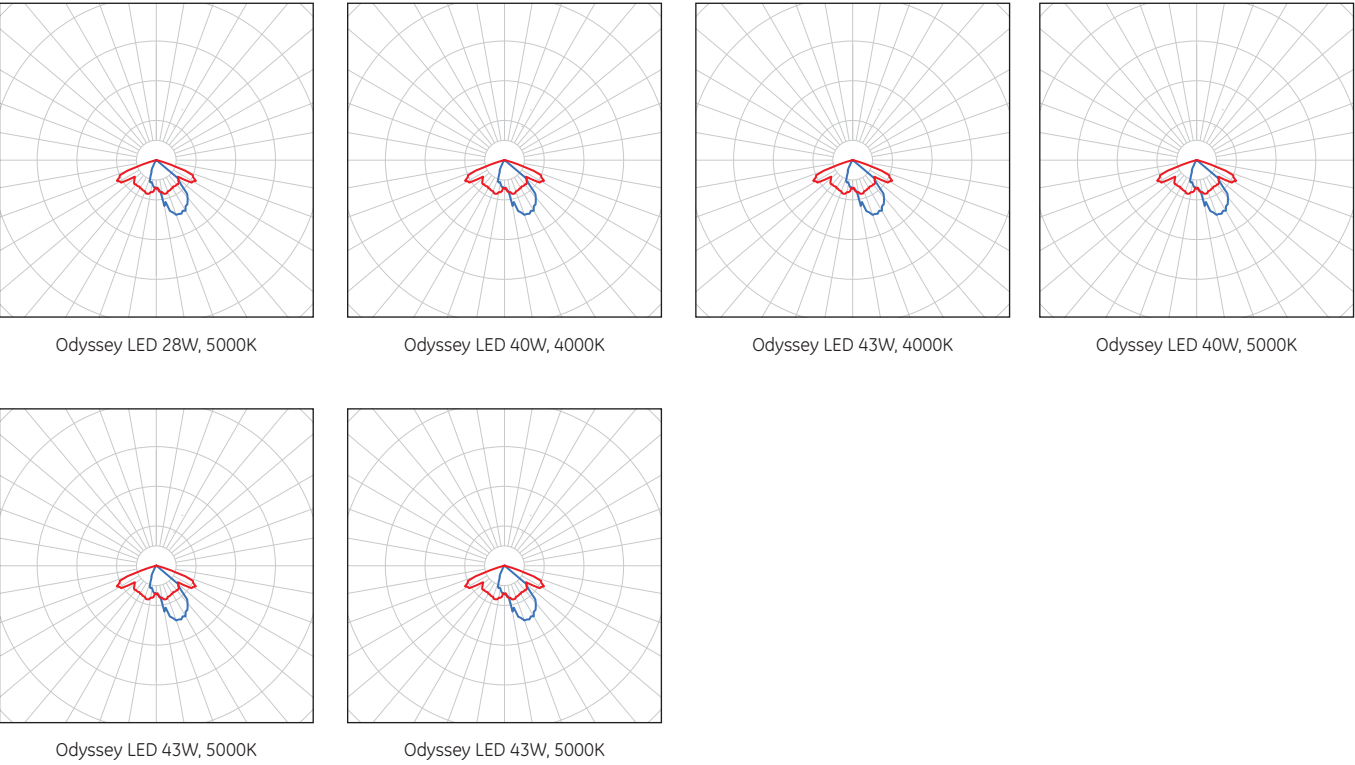 Odyssey LED 28W, 5000K
Odyssey LED 40W, 4000K
Odyssey LED 43W, 4000K
Odyssey LED 40W, 5000K
Odyssey LED 43W, 5000K
Odyssey LED 43W, 5000K